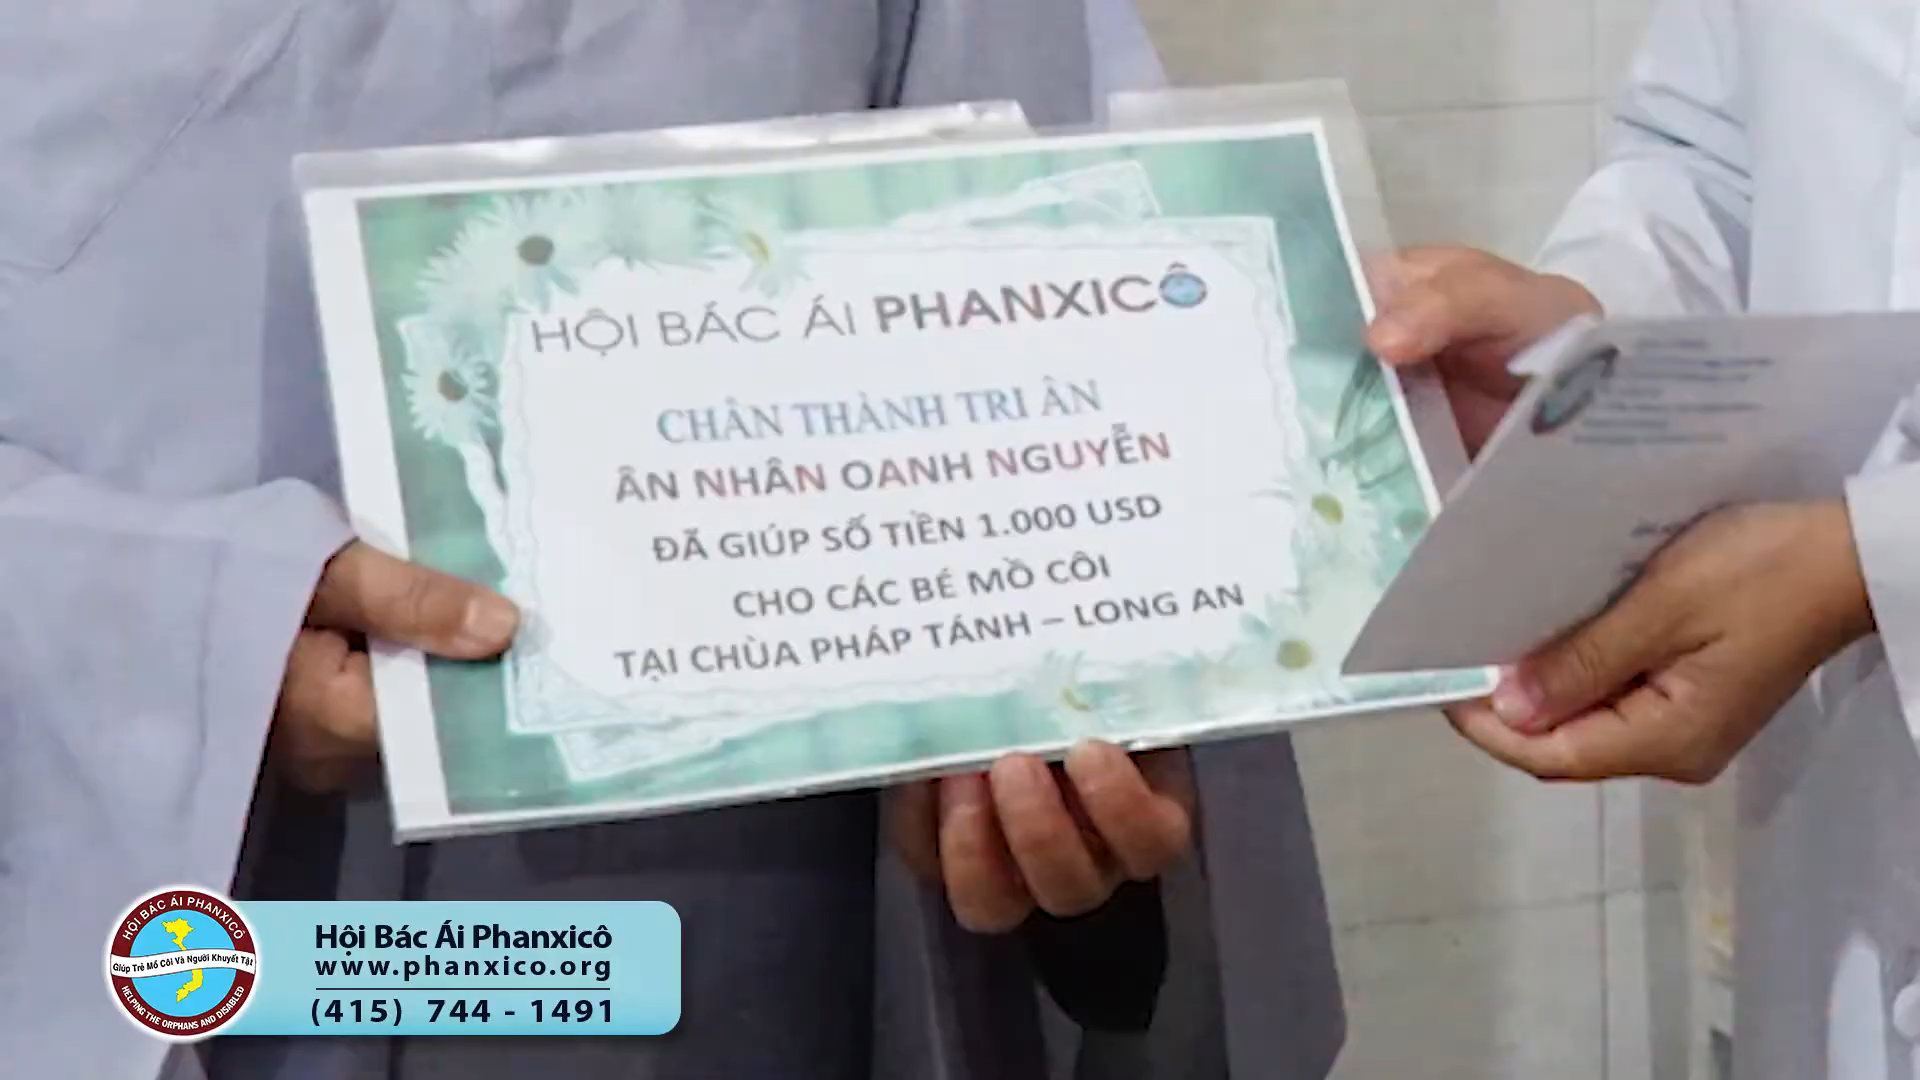 HỘI BÁC ÁI PHANXICÔ
CHÂN THÀNH TRI ÂN
ÂN NHÂN OANH NGUYỄN
ĐÃ GIÚP SỐ TIỀN 1.000 USD
CHO CÁC BÉ MỒ CÔI
TẠI CHÙA PHÁP TÁNH – LONG AN
HỘI BÁC ÁI PHANXICÔ
Giúp Trẻ Mồ Côi Và Người Khuyết Tật
HELPING THE ORPHANS AND DISABLED
Hội Bác Ái Phanxicô
www.phanxico.org
(415) 744 - 1491